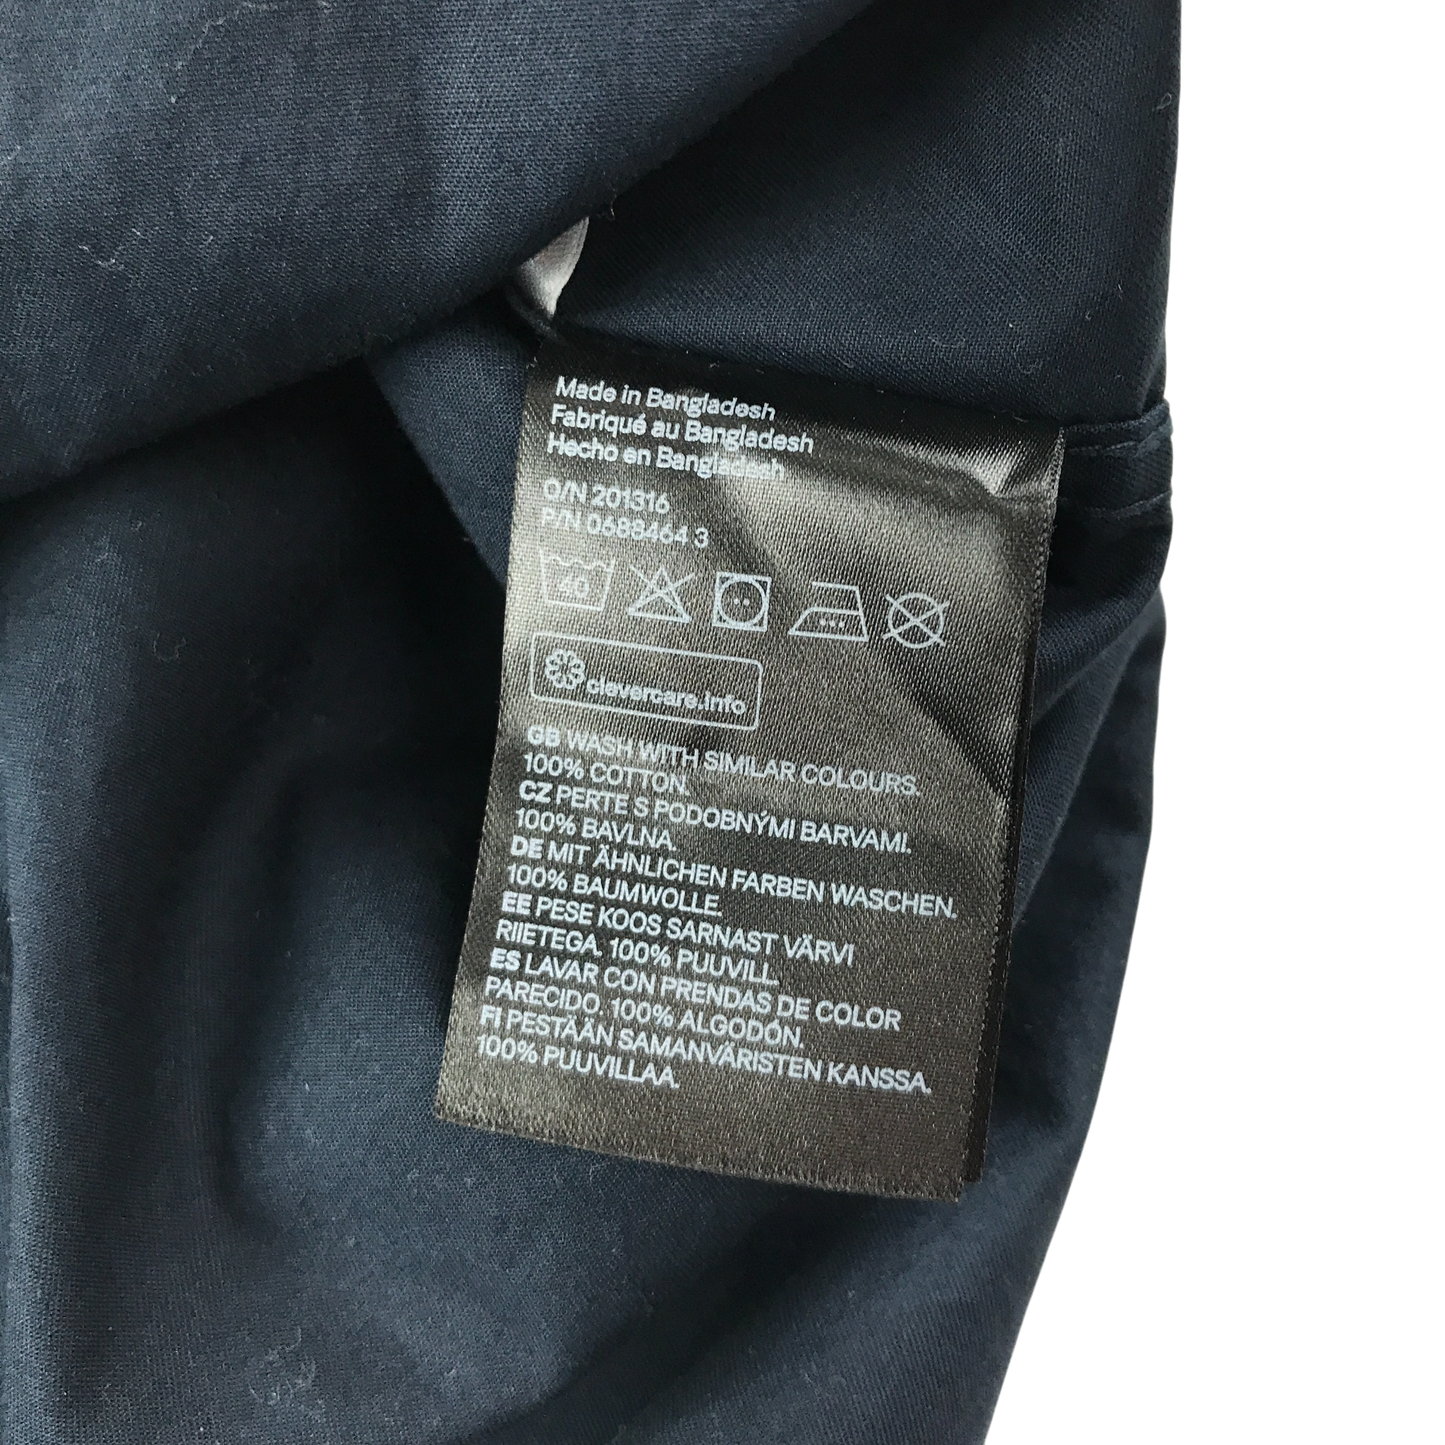 Made in Bangladesh
Fabriqué au Bangladesh
Hecho en Bangladesh
O/N 201316
P/N 0688464 3
40
clevercare.info
GB WASH WITH SIMILAR COLOURS.
100% COTTON.
CZ PERTE S PODOBNÝMI BARVAMI.
100% BAVLNA.
DE MIT ÄHNLICHEN FARBEN WASCHEN.
100% BAUMWOLLE.
EE PESE KOOS SARNAST VÄRVI
RIIETEGA. 100% PUUVILL.
ES LAVAR CON PRENDAS DE COLOR
PARECIDO. 100% ALGODÓN.
FI PESTÄÄN SAMANVÄRISTEN KANSSA.
100% PUUVILLAA.